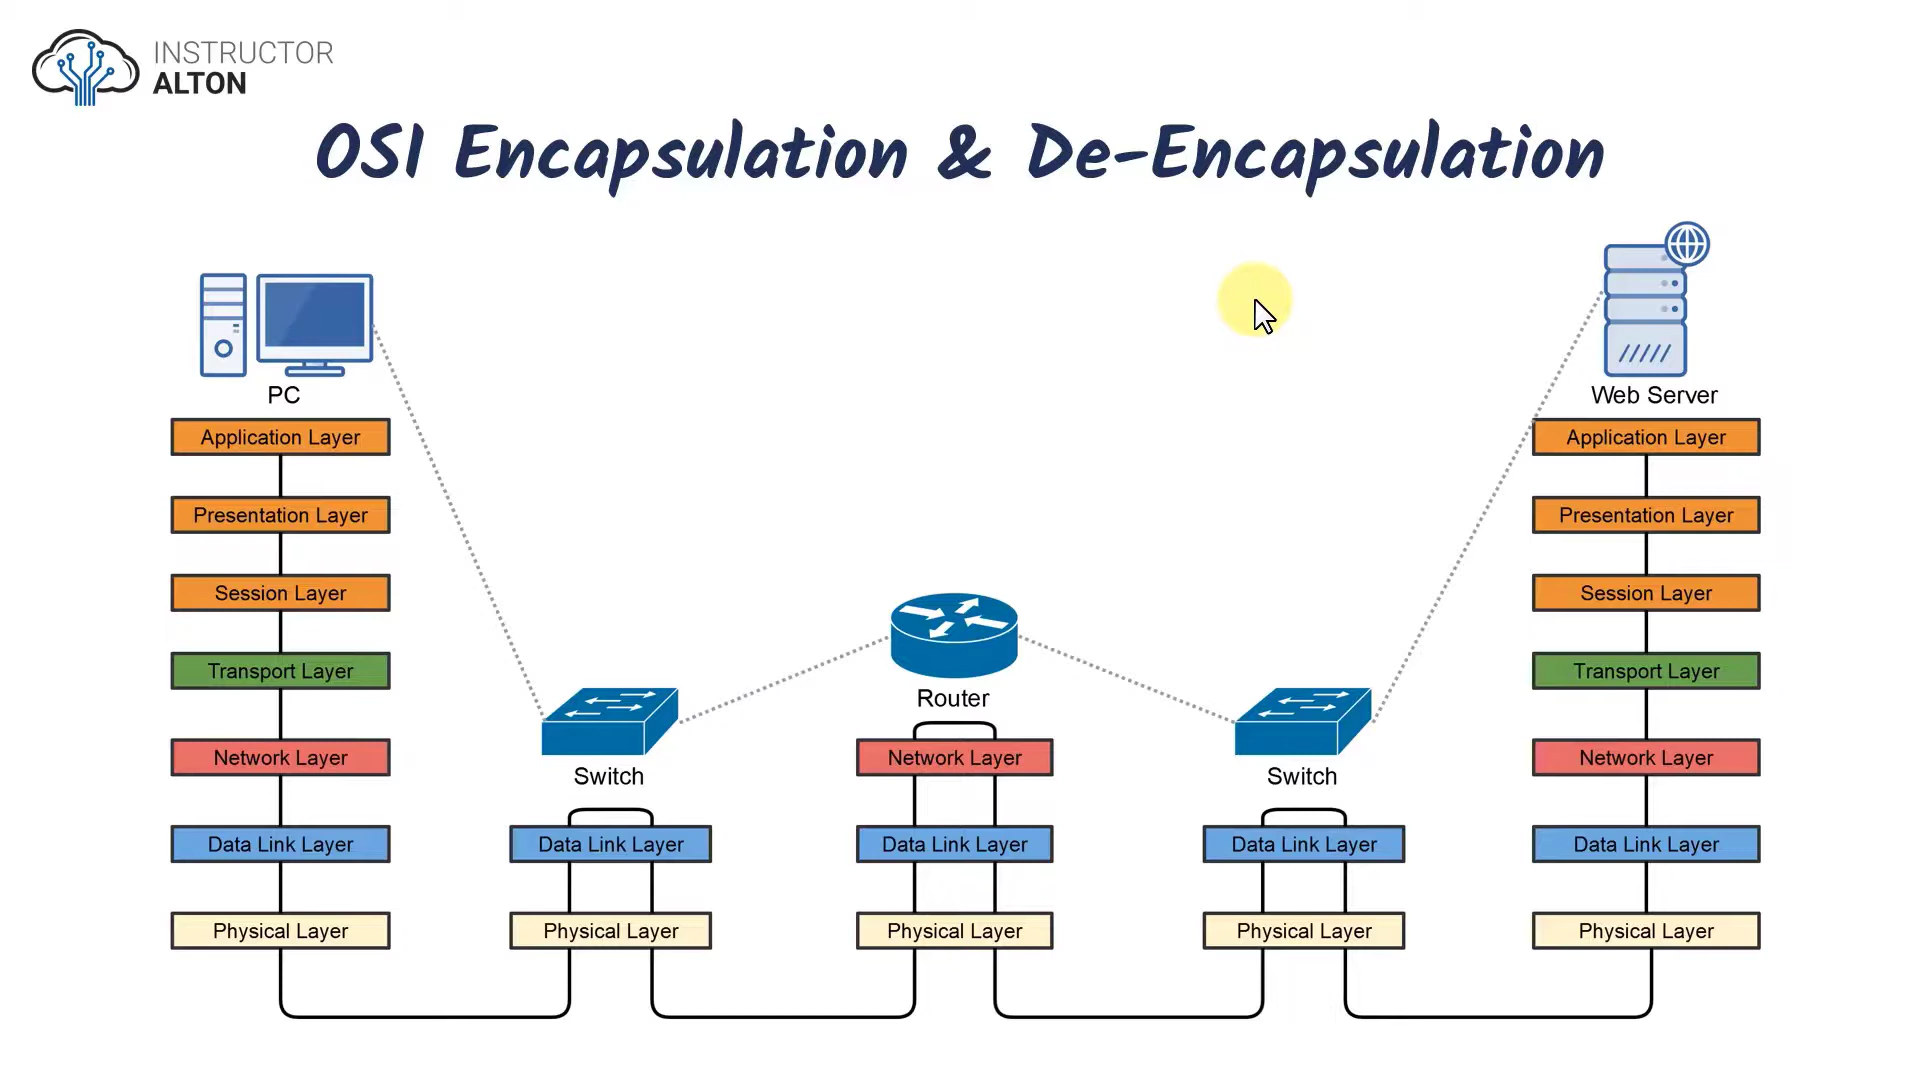 INSTRUCTOR
ALTON
OSI Encapsulation & De-Encapsulation
PC
Application Layer
Presentation Layer
Session Layer
Transport Layer
Network Layer
Data Link Layer
Physical Layer
Switch
Data Link Layer
Physical Layer
Router
Network Layer
Data Link Layer
Physical Layer
Switch
Data Link Layer
Physical Layer
Web Server
Application Layer
Presentation Layer
Session Layer
Transport Layer
Network Layer
Data Link Layer
Physical Layer